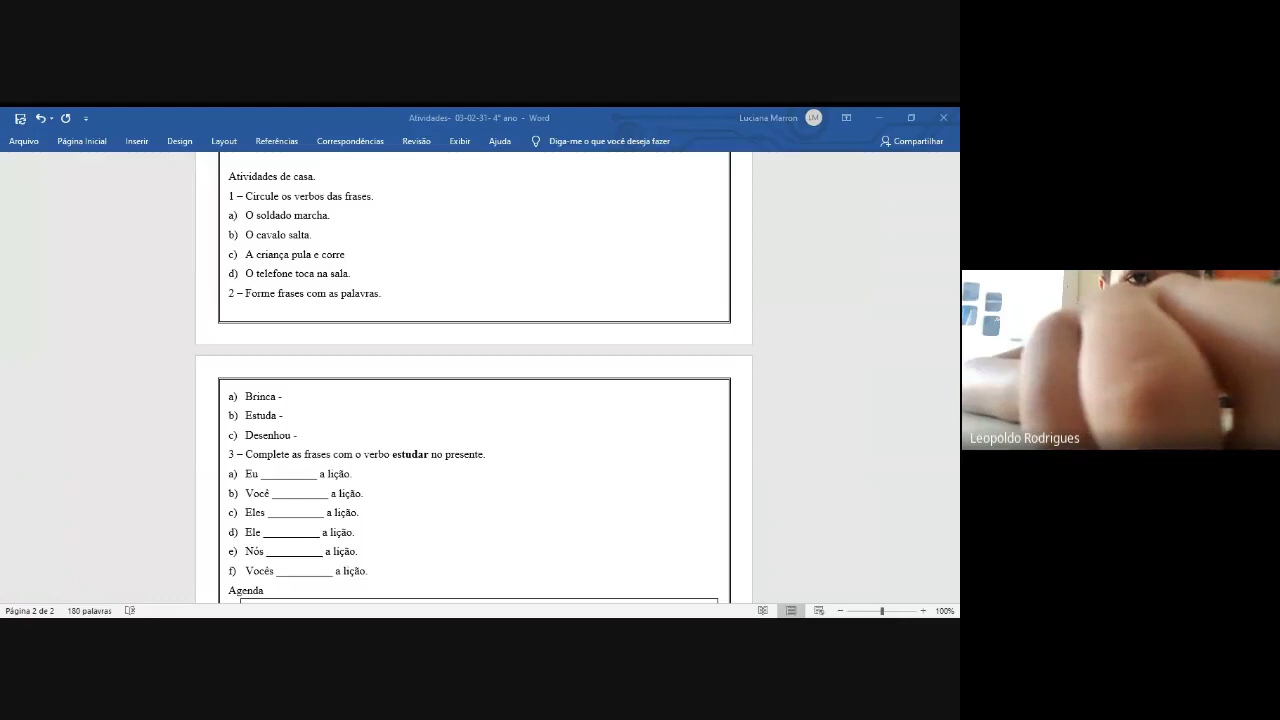 Atividades- 03-02-31- 4° ano - Word
Luciana Marron
LM
Arquivo Página Inicial Inserir Design Layout Referências Correspondências Revisão Exibir Ajuda Diga-me o que você deseja fazer Compartilhar
Atividades de casa.
1 – Circule os verbos das frases.
a) O soldado marcha.
b) O cavalo salta.
c) A criança pula e corre
d) O telefone toca na sala.
2 – Forme frases com as palavras.
a) Brinca -
b) Estuda -
c) Desenhou -
3 – Complete as frases com o verbo estudar no presente.
a) Eu __________ a lição.
b) Você __________ a lição.
c) Eles __________ a lição.
d) Ele __________ a lição.
e) Nós __________ a lição.
f) Vocês __________ a lição.
Agenda
Página 2 de 2 180 palavras
100%
Leopoldo Rodrigues